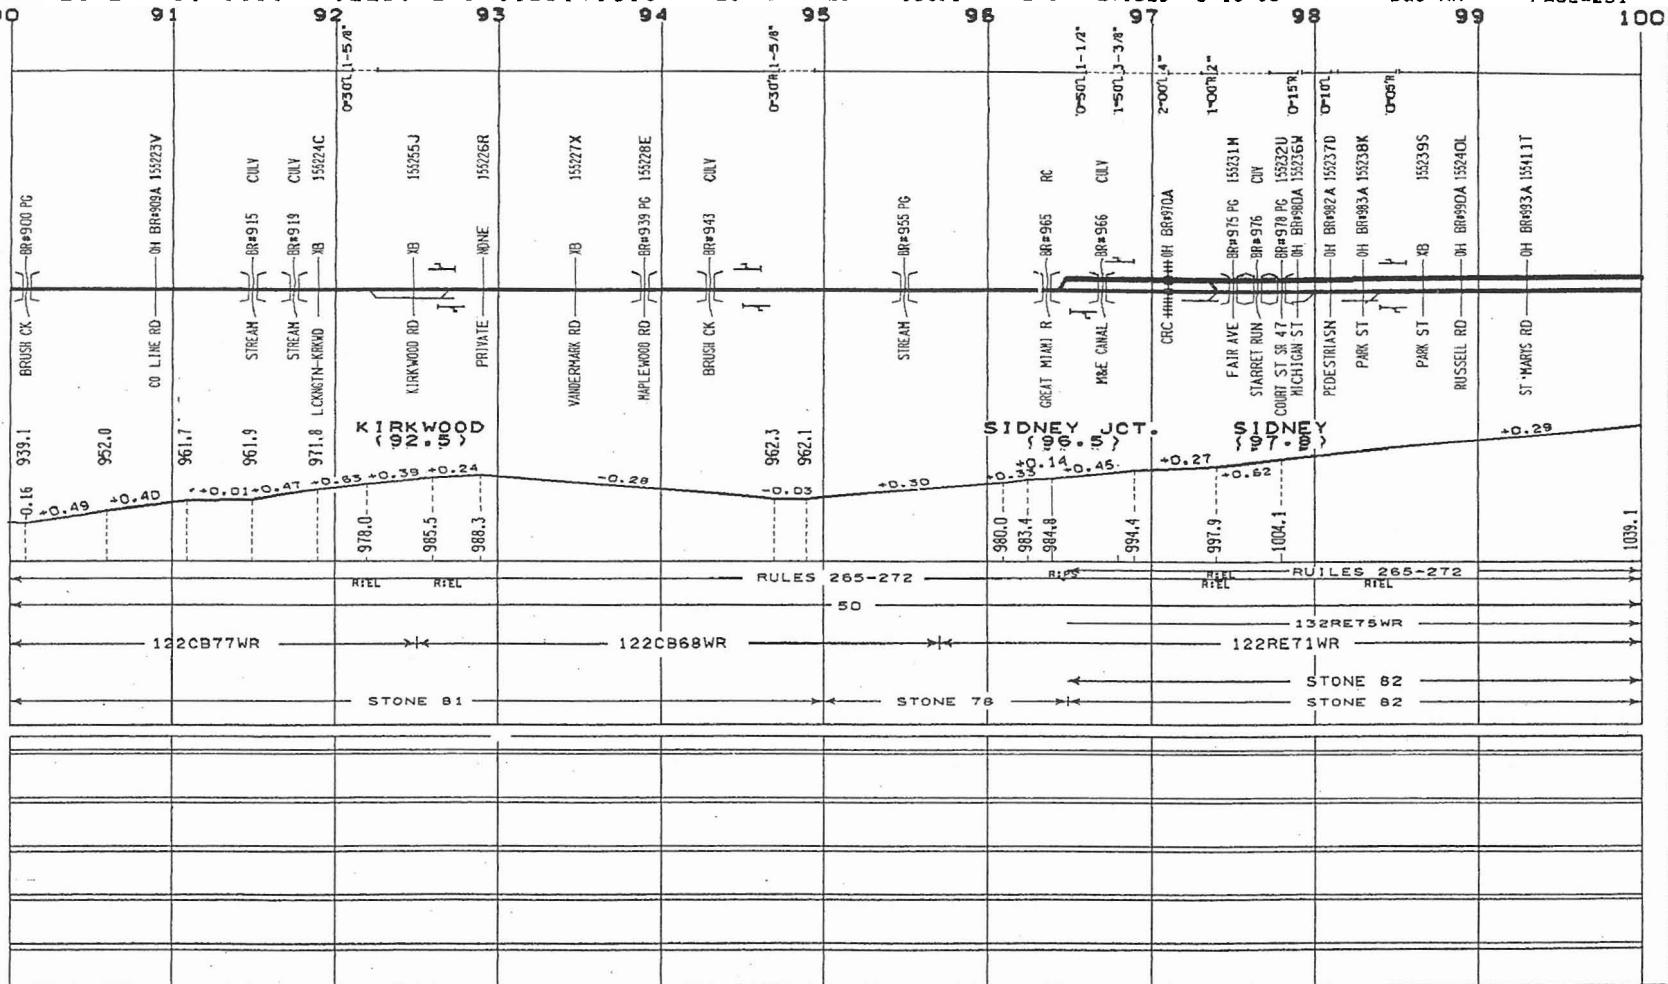 91 92 93 94 95 96 97 98 99 100
0°30'L 1-5/8"
0°30'R 1-5/8"
0°50'L 1-1/2"
1°50'L 3-3/8"
2°00'L 4"
1°00'R 2"
0°15'R
0°10'L
0°05'R
BR#900 PG
OH BR#909A 155223V
BR#915 CULV
BR#919 CULV
XB 155224C
XB 155255J
NONE 155226R
XB 155227X
BR#939 PG 155228E
BR#943 CULV
BR#955 PG
BR#965 RC
BR#966 CULV
OH BR#970A
BR#975 PG 155231M
BR#976 CUV
BR#978 PG 155232U
OH BR#980A 155236W
OH BR#982A 155237D
OH BR#983A 155238K
XB 155239S
OH BR#990A 155240L
OH BR#993A 155411T
BRUSH CK
CO LINE RD
STREAM
STREAM
LCKNGTN-KRKWD
KIRKWOOD RD
PRIVATE
VANDERMARK RD
MAPLEWOOD RD
BRUSH CK
STREAM
GREAT MIAMI R
M&E CANAL
CRC
FAIR AVE
STARRET RUN
COURT ST SR 47
MICHIGAN ST
PEDESTRIASN
PARK ST
PARK ST
RUSSELL RD
ST MARYS RD
KIRKWOOD
(92.5)
SIDNEY JCT.
(96.5)
SIDNEY
939.1
952.0
961.7
961.9
971.8
962.3
962.1
-0.16 +0.49 +0.40 +0.01 +0.47 +0.63 +0.39 +0.24 -0.28 -0.03 +0.30 +0.14 +0.45 +0.27 +0.62 +0.29
978.0
985.5
988.3
980.0
983.4
984.8
994.4
997.9
1004.1
1039.1
RULES 265-272
RUILES 265-272
R:EL R:EL R:EL R:EL
50
132RE75WR
122CB77WR 122CB68WR 122RE71WR
STONE 82
STONE 81 STONE 78 STONE 82